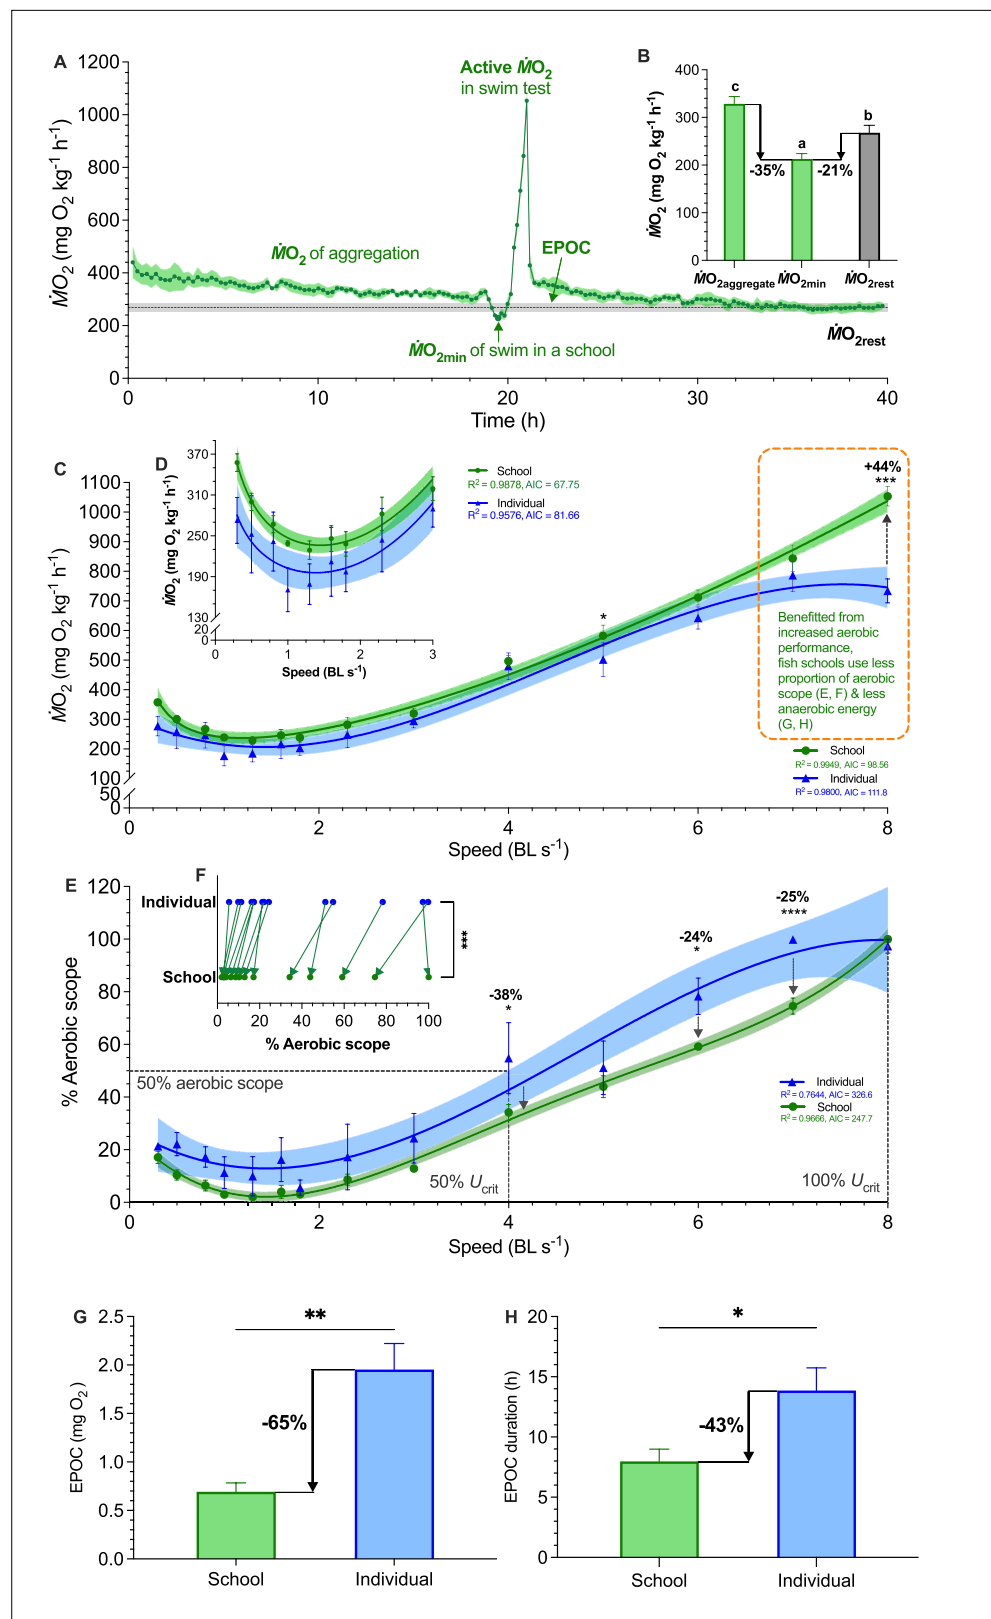 A
1200
1000
800
600
400
200
0
ṀO2 (mg O2 kg-1 h-1)
Active ṀO2
in swim test
ṀO2 of aggregation
EPOC
ṀO2min of swim in a school
ṀO2rest
0 10 20 30 40
Time (h)
B
400
300
200
100
0
ṀO2 (mg O2 kg-1 h-1)
c
a
b
-35%
-21%
ṀO2aggregate ṀO2min ṀO2rest
C
1100
1000
900
800
700
600
500
400
300
200
100
50
0
ṀO2 (mg O2 kg-1 h-1)
D
370
310
250
190
130
20
0
ṀO2 (mg O2 kg-1 h-1)
0 1 2 3
Speed (BL s-1)
School
R2 = 0.9878, AIC = 67.75
Individual
R2 = 0.9576, AIC = 81.66
*
+44%
***
Benefitted from
increased aerobic
performance,
fish schools use less
proportion of aerobic
scope (E, F) & less
anaerobic energy
(G, H)
School
R2 = 0.9949, AIC = 98.56
Individual
R2 = 0.9800, AIC = 111.8
0 2 4 6 8
Speed (BL s-1)
E
120
100
80
60
40
20
0
% Aerobic scope
F
Individual
School
***
0 20 40 60 80 100
% Aerobic scope
-38%
*
-24%
*
-25%
****
50% aerobic scope
Individual
R2 = 0.7644, AIC = 326.6
School
R2 = 0.9666, AIC = 247.7
50% Ucrit
100% Ucrit
0 2 4 6 8
Speed (BL s-1)
G
2.5
2.0
1.5
1.0
0.5
0.0
EPOC (mg O2 )
**
-65%
School Individual
H
20
16
12
8
4
0
EPOC duration (h)
*
-43%
School Individual